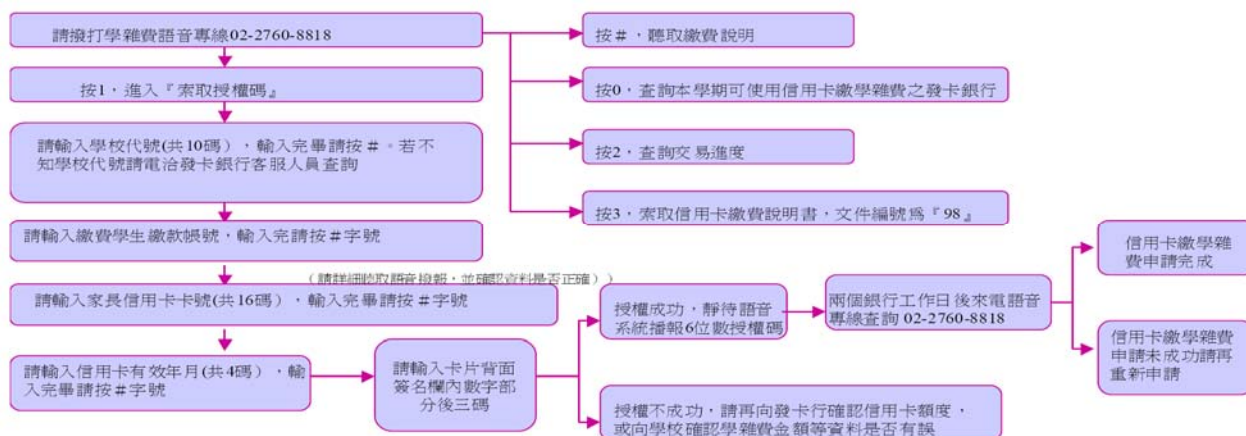 請撥打學雜費語音專線02-2760-8818
按1，進入『索取授權碼』
請輸入學校代號(共10碼)，輸入完畢請按＃。若不
知學校代號請電洽發卡銀行客服人員查詢
請輸入繳費學生繳款帳號，輸入完請按＃字號
(請詳細聽取語音撥報，並確認資料是否正確))
請輸入家長信用卡卡號(共16碼)，輸入完畢請按＃字號
請輸入信用卡有效年月(共4碼)，輸
入完畢請按＃字號
請輸入卡片背面
簽名欄內數字部
分後三碼
按＃，聽取繳費說明
按0，查詢本學期可使用信用卡繳學雜費之發卡銀行
按2，查詢交易進度
按3，索取信用卡繳費說明書，文件編號為『98』
授權成功，靜待語音
系統播報6位數授權碼
授權不成功，請再向發卡行確認信用卡額度，
或向學校確認學雜費金額等資料是否有誤
兩個銀行工作日後來電語音
專線查詢 02-2760-8818
信用卡繳學雜
費申請完成
信用卡繳學雜費
申請未成功請再
重新申請